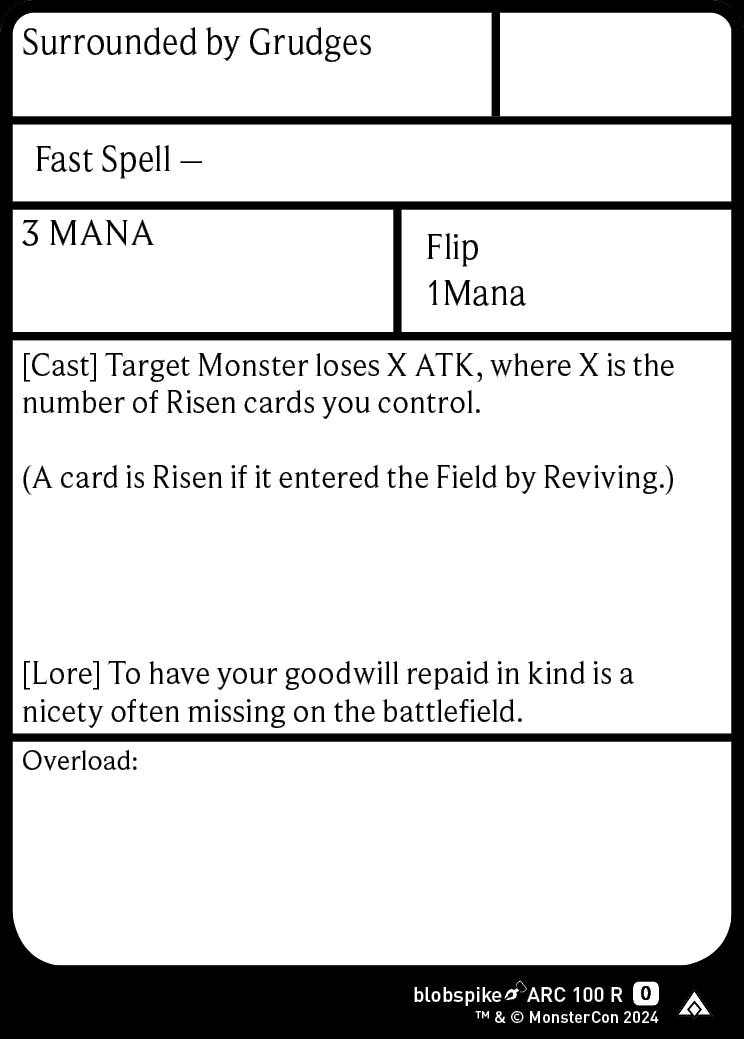 Surrounded by Grudges
Fast Spell —
3 MANA
Flip
1Mana
[Cast] Target Monster loses X ATK, where X is the
number of Risen cards you control.
(A card is Risen if it entered the Field by Reviving.)
[Lore] To have your goodwill repaid in kind is a
nicety often missing on the battlefield.
Overload:
blobspike ARC 100 R 0
™ & © MonsterCon 2024